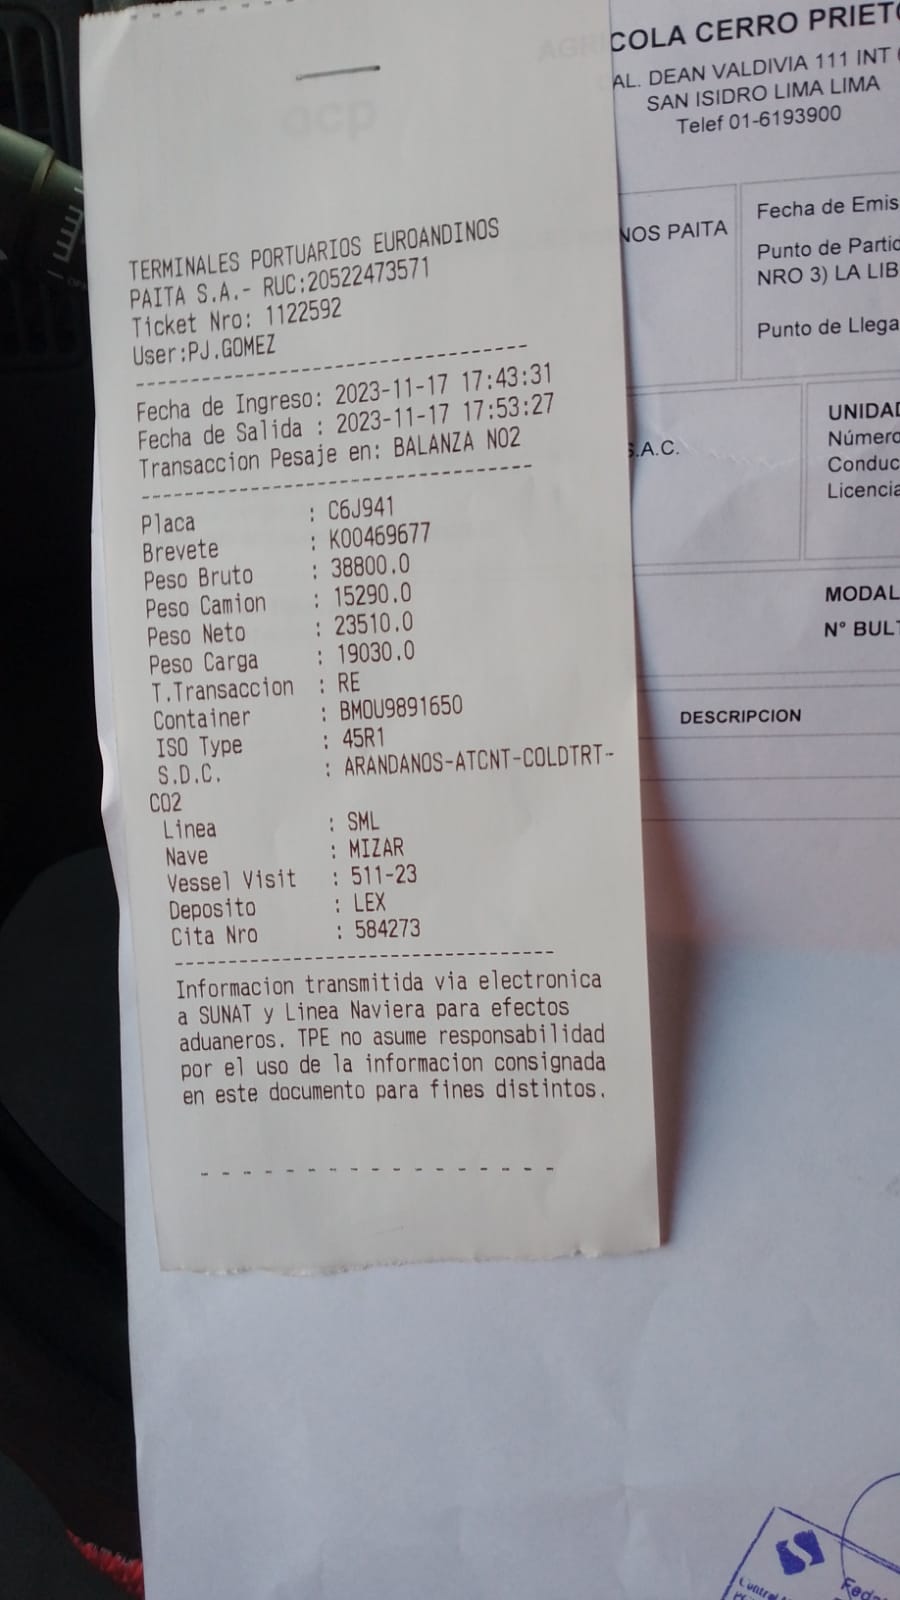 TERMINALES PORTUARIOS EUROANDINOS
PAITA S.A.- RUC:20522473571
Ticket Nro: 1122592
User:PJ.GOMEZ
Fecha de Ingreso: 2023-11-17 17:43:31
Fecha de Salida : 2023-11-17 17:53:27
Transaccion Pesaje en: BALANZA NO2
Placa : C6J941
Brevete : K00469677
Peso Bruto : 38800.0
Peso Camion : 15290.0
Peso Neto : 23510.0
Peso Carga : 19030.0
T.Transaccion : RE
Container : BMOU9891650
ISO Type : 45R1
S.D.C. : ARANDANOS-ATCNT-COLDTRT-
CO2
Linea : SML
Nave : MIZAR
Vessel Visit : 511-23
Deposito : LEX
Cita Nro : 584273
Informacion transmitida via electronica
a SUNAT y Linea Naviera para efectos
aduaneros. TPE no asume responsabilidad
por el uso de la informacion consignada
en este documento para fines distintos.
COLA CERRO PRIETO
AL. DEAN VALDIVIA 111 INT
SAN ISIDRO LIMA LIMA
Telef 01-6193900
NOS PAITA
Fecha de Emis
Punto de Partid
NRO 3) LA LIB
Punto de Llega
S.A.C.
UNIDAD
Número
Conduc
Licencia
MODAL
N° BULT
DESCRIPCION